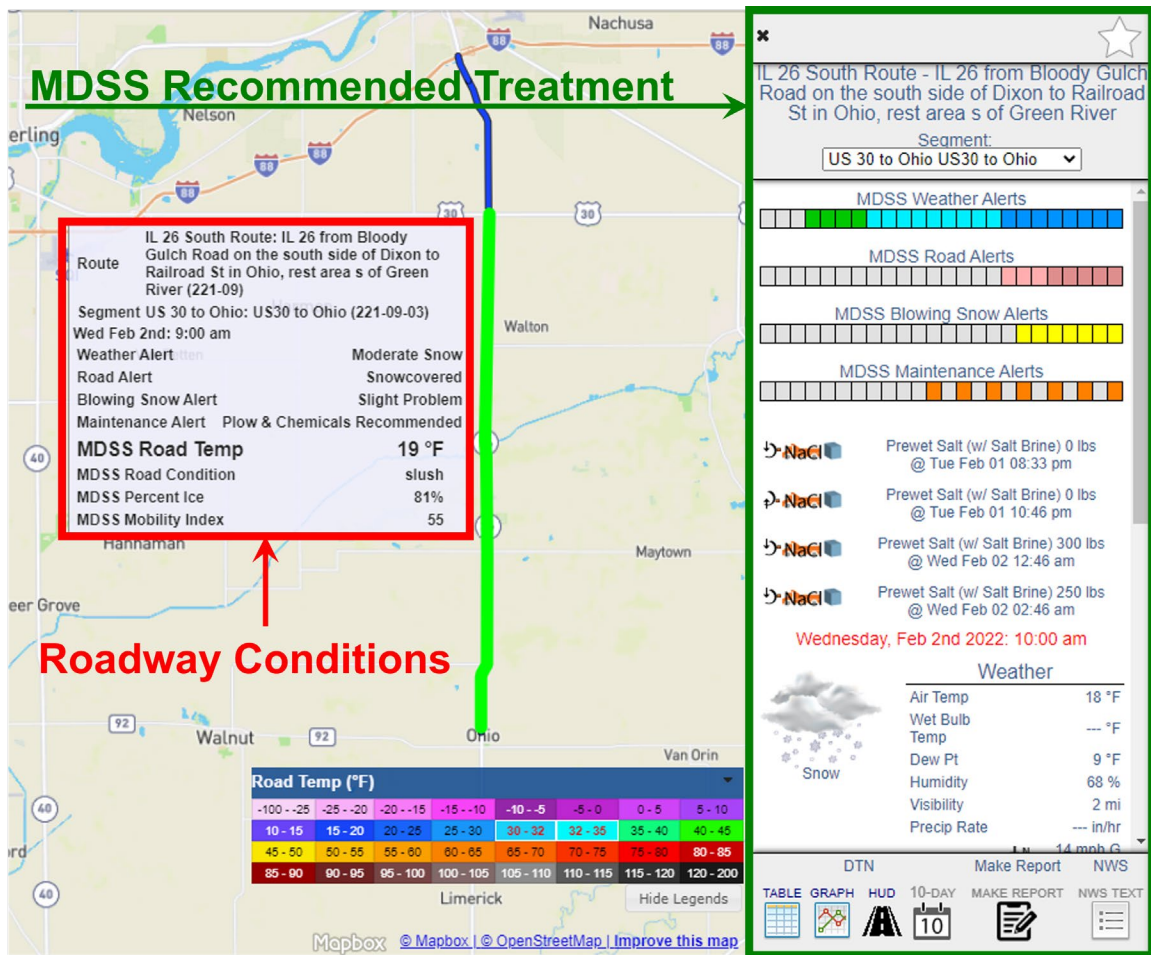 Nachusa
88
88
MDSS Recommended Treatment
Nelson
erling
88
88
30
30
Route
IL 26 South Route: IL 26 from Bloody
Gulch Road on the south side of Dixon to
Railroad St in Ohio, rest area s of Green
River (221-09)
Segment US 30 to Ohio: US30 to Ohio (221-09-03)
Wed Feb 2nd: 9:00 am
Weather Alert Moderate Snow
Road Alert Snowcovered
Blowing Snow Alert Slight Problem
Maintenance Alert Plow & Chemicals Recommended
MDSS Road Temp 19 °F
MDSS Road Condition slush
MDSS Percent Ice 81%
MDSS Mobility Index 55
Walton
40
Hannaman
Maytown
eer Grove
Roadway Conditions
92
Walnut
92
Ohio
Van Orin
Road Temp (°F)
-100 - -25 -25 - -20 -20 - -15 -15 - -10 -10 - -5 -5 - 0 0 - 5 5 - 10
10 - 15 15 - 20 20 - 25 25 - 30 30 - 32 32 - 35 35 - 40 40 - 45
45 - 50 50 - 55 55 - 60 60 - 65 65 - 70 70 - 75 75 - 80 80 - 85
85 - 90 90 - 95 95 - 100 100 - 105 105 - 110 110 - 115 115 - 120 120 - 200
40
rd
40
Limerick
Hide Legends
Mapbox
© Mapbox | © OpenStreetMap | Improve this map
IL 26 South Route - IL 26 from Bloody Gulch
Road on the south side of Dixon to Railroad
St in Ohio, rest area s of Green River
Segment:
US 30 to Ohio US30 to Ohio
MDSS Weather Alerts
MDSS Road Alerts
MDSS Blowing Snow Alerts
MDSS Maintenance Alerts
NaCl
Prewet Salt (w/ Salt Brine) 0 lbs
@ Tue Feb 01 08:33 pm
NaCl
Prewet Salt (w/ Salt Brine) 0 lbs
@ Tue Feb 01 10:46 pm
NaCl
Prewet Salt (w/ Salt Brine) 300 lbs
@ Wed Feb 02 12:46 am
NaCl
Prewet Salt (w/ Salt Brine) 250 lbs
@ Wed Feb 02 02:46 am
Wednesday, Feb 2nd 2022: 10:00 am
Weather
Snow
Air Temp 18 °F
Wet Bulb
Temp --- °F
Dew Pt 9 °F
Humidity 68 %
Visibility 2 mi
Precip Rate --- in/hr
14 mph G
DTN Make Report NWS
TABLE GRAPH HUD 10-DAY MAKE REPORT NWS TEXT
10